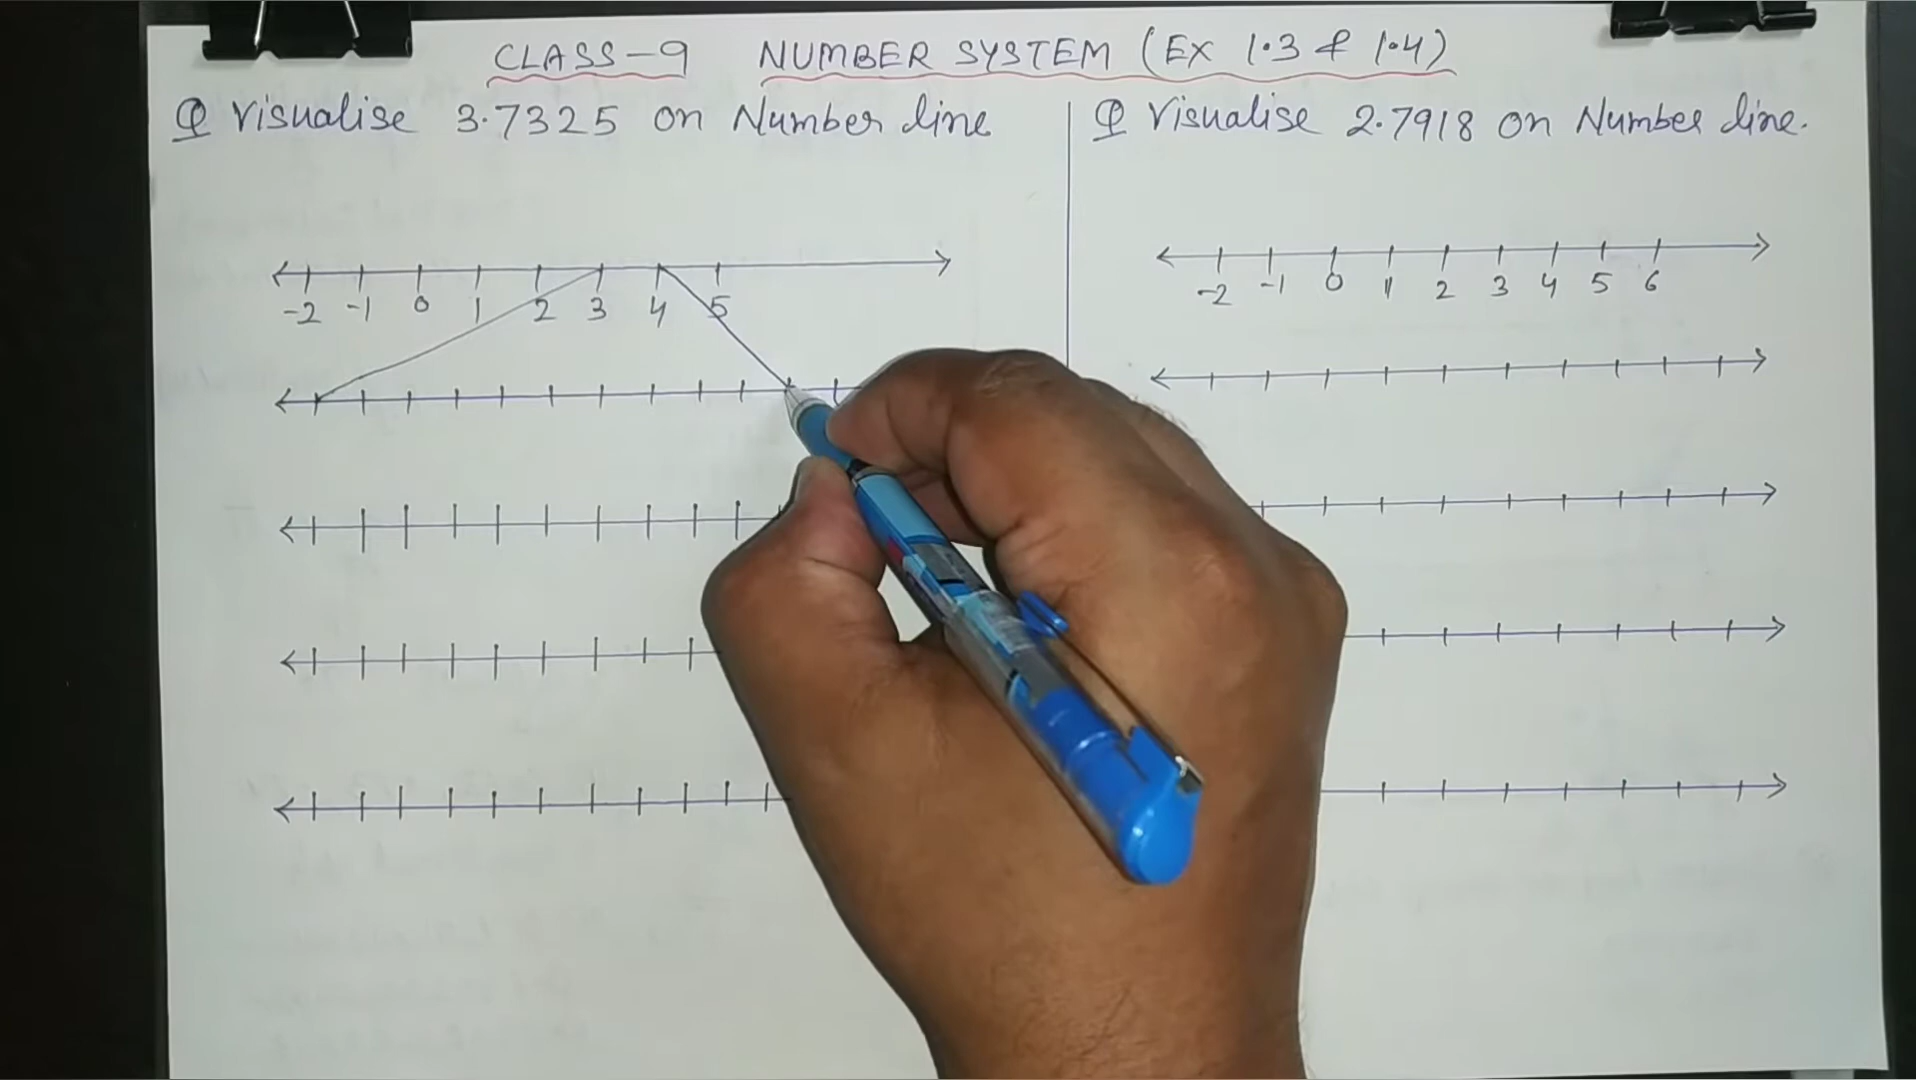 CLASS-9 NUMBER SYSTEM (EX 1.3 & 1.4)
Q Visualise 3.7325 on Number line
-2 -1 0 1 2 3 4 5
Q Visualise 2.7918 on Number line.
-2 -1 0 1 2 3 4 5 6